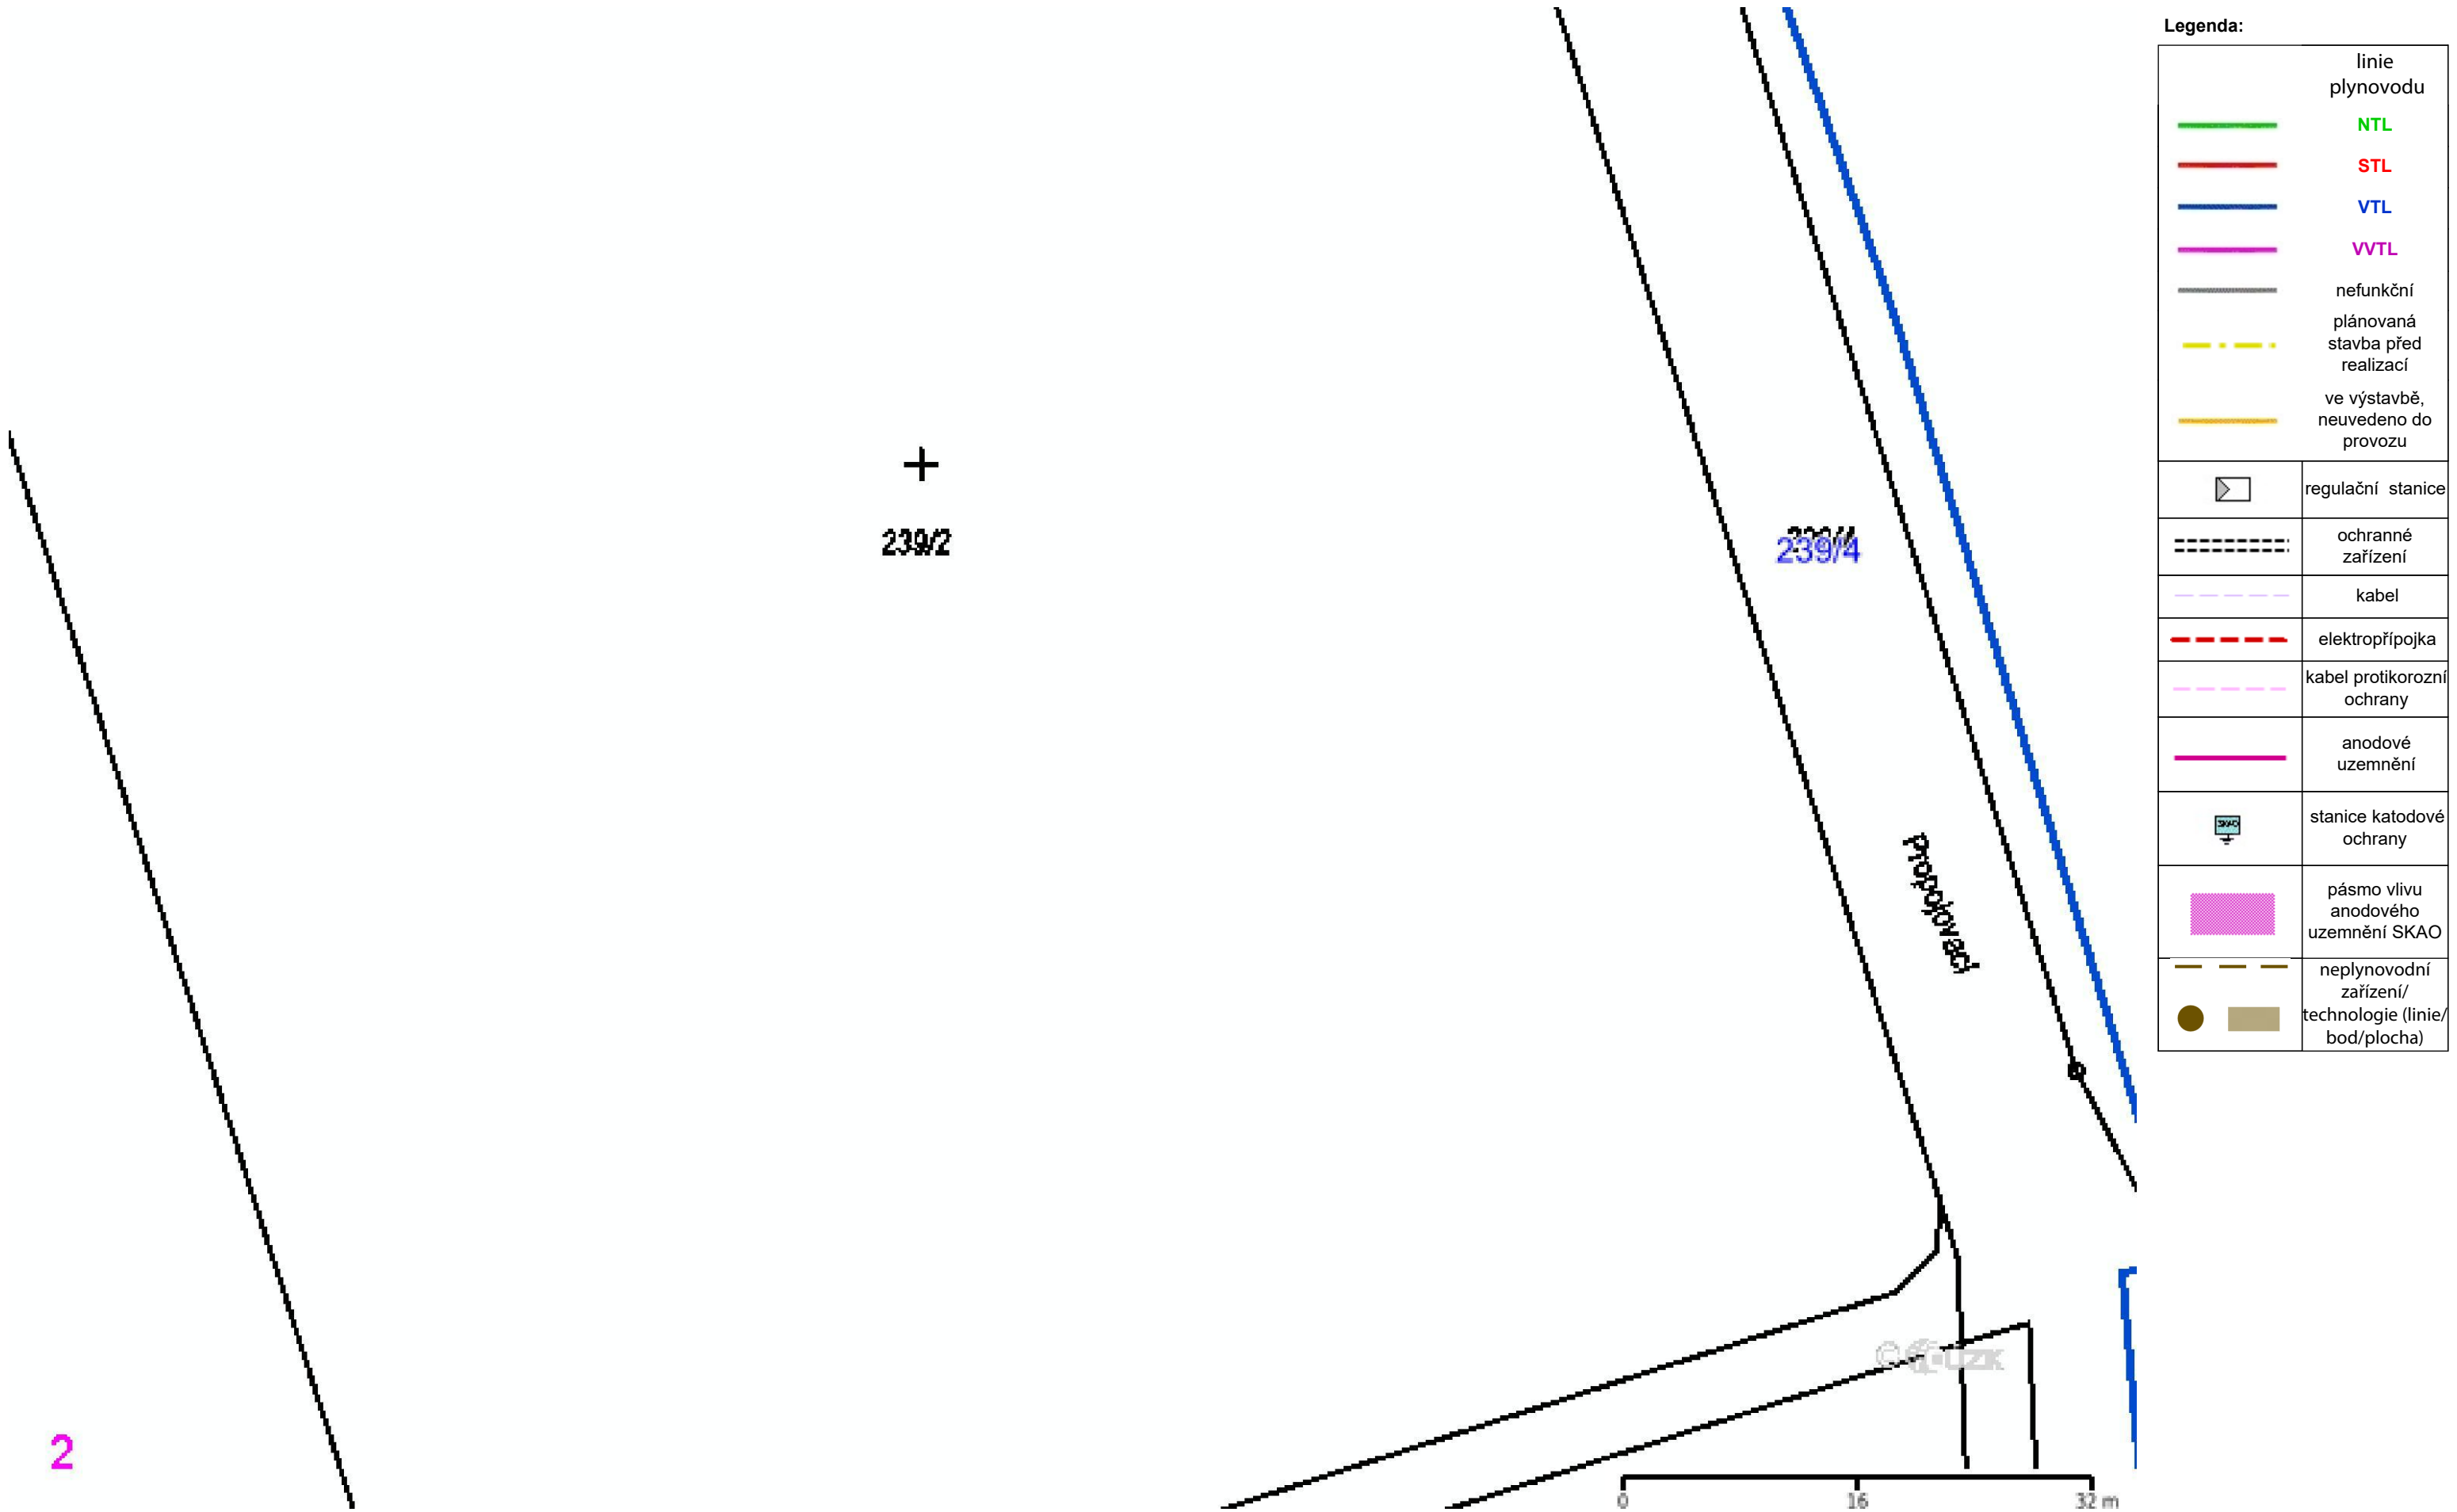 Legenda:
linie
plynovodu
NTL
STL
VTL
VVTL
nefunkční
plánovaná
stavba před
realizací
ve výstavbě,
neuvedeno do
provozu
regulační stanice
ochranné
zařízení
kabel
elektropřípojka
kabel protikorozní
ochrany
anodové
uzemnění
SKAO
stanice katodové
ochrany
pásmo vlivu
anodového
uzemnění SKAO
neplynovodní
zařízení/
technologie (linie/
bod/plocha)
239/2
239/4
Propojovací
2
0 16 32 m